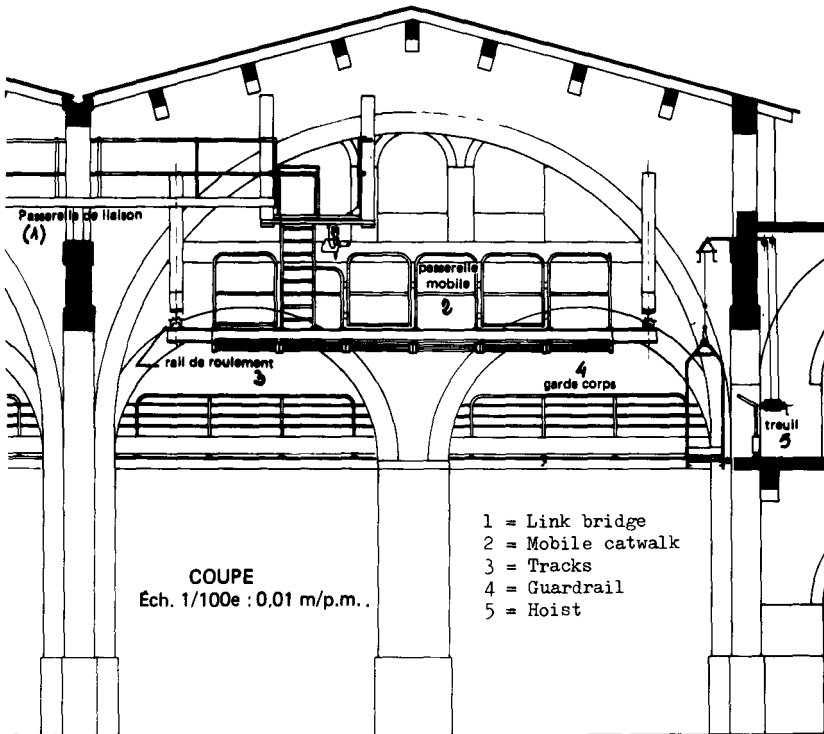 Passerelle de liaison
(1)
passerelle
mobile
2
rail de roulement
3
4
garde corps
treuil
5
1 = Link bridge
2 = Mobile catwalk
3 = Tracks
4 = Guardrail
5 = Hoist
COUPE
Éch. 1/100e : 0,01 m/p.m..